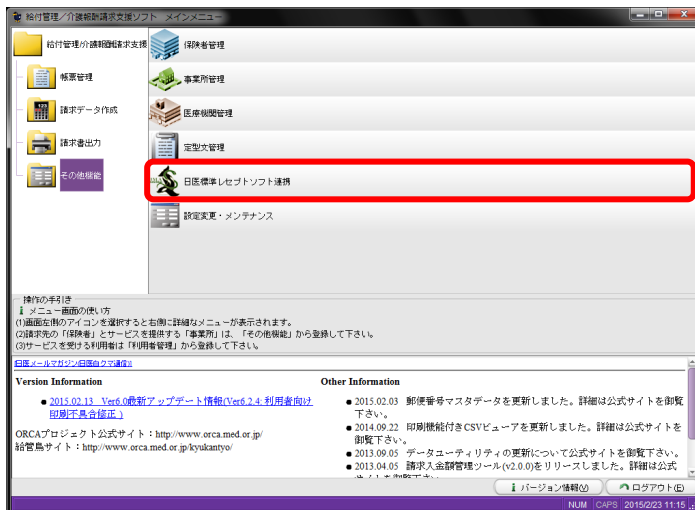 給付管理/介護報酬請求支援ソフト メインメニュー
給付管理/介護報酬請求支援
帳票管理
請求データ作成
請求書出力
その他機能
保険者管理
事業所管理
医療機関管理
定型文管理
日医標準レセプトソフト連携
設定変更・メンテナンス
操作の手引き
i メニュー画面の使い方
(1)画面左側のアイコンを選択すると右側に詳細なメニューが表示されます。
(2)請求先の「保険者」とサービスを提供する「事業所」は、「その他機能」から登録して下さい。
(3)サービスを受ける利用者は「利用者管理」から登録して下さい。
日医メールマガジン(日医白クマ通信)
Version Information
2015.02.13 Ver6.0最新アップデート情報(Ver6.2.4: 利用者向け
印刷不具合修正 )
ORCAプロジェクト公式サイト：http://www.orca.med.or.jp/
給管鳥サイト：http://www.orca.med.or.jp/kyukantyo/
Other Information
2015.02.03 郵便番号マスタデータを更新しました。詳細は公式サイトを御覧
下さい。
2014.09.22 印刷機能付きCSVビューアを更新しました。詳細は公式サイトを
御覧下さい。
2013.09.05 データユーティリティの更新について公式サイトを御覧下さい。
2013.04.05 請求入金額管理ツール(v2.0.0)をリリースしました。詳細は公式
i バージョン情報(V)
ログアウト(E)
NUM CAPS 2015/2/23 11:15